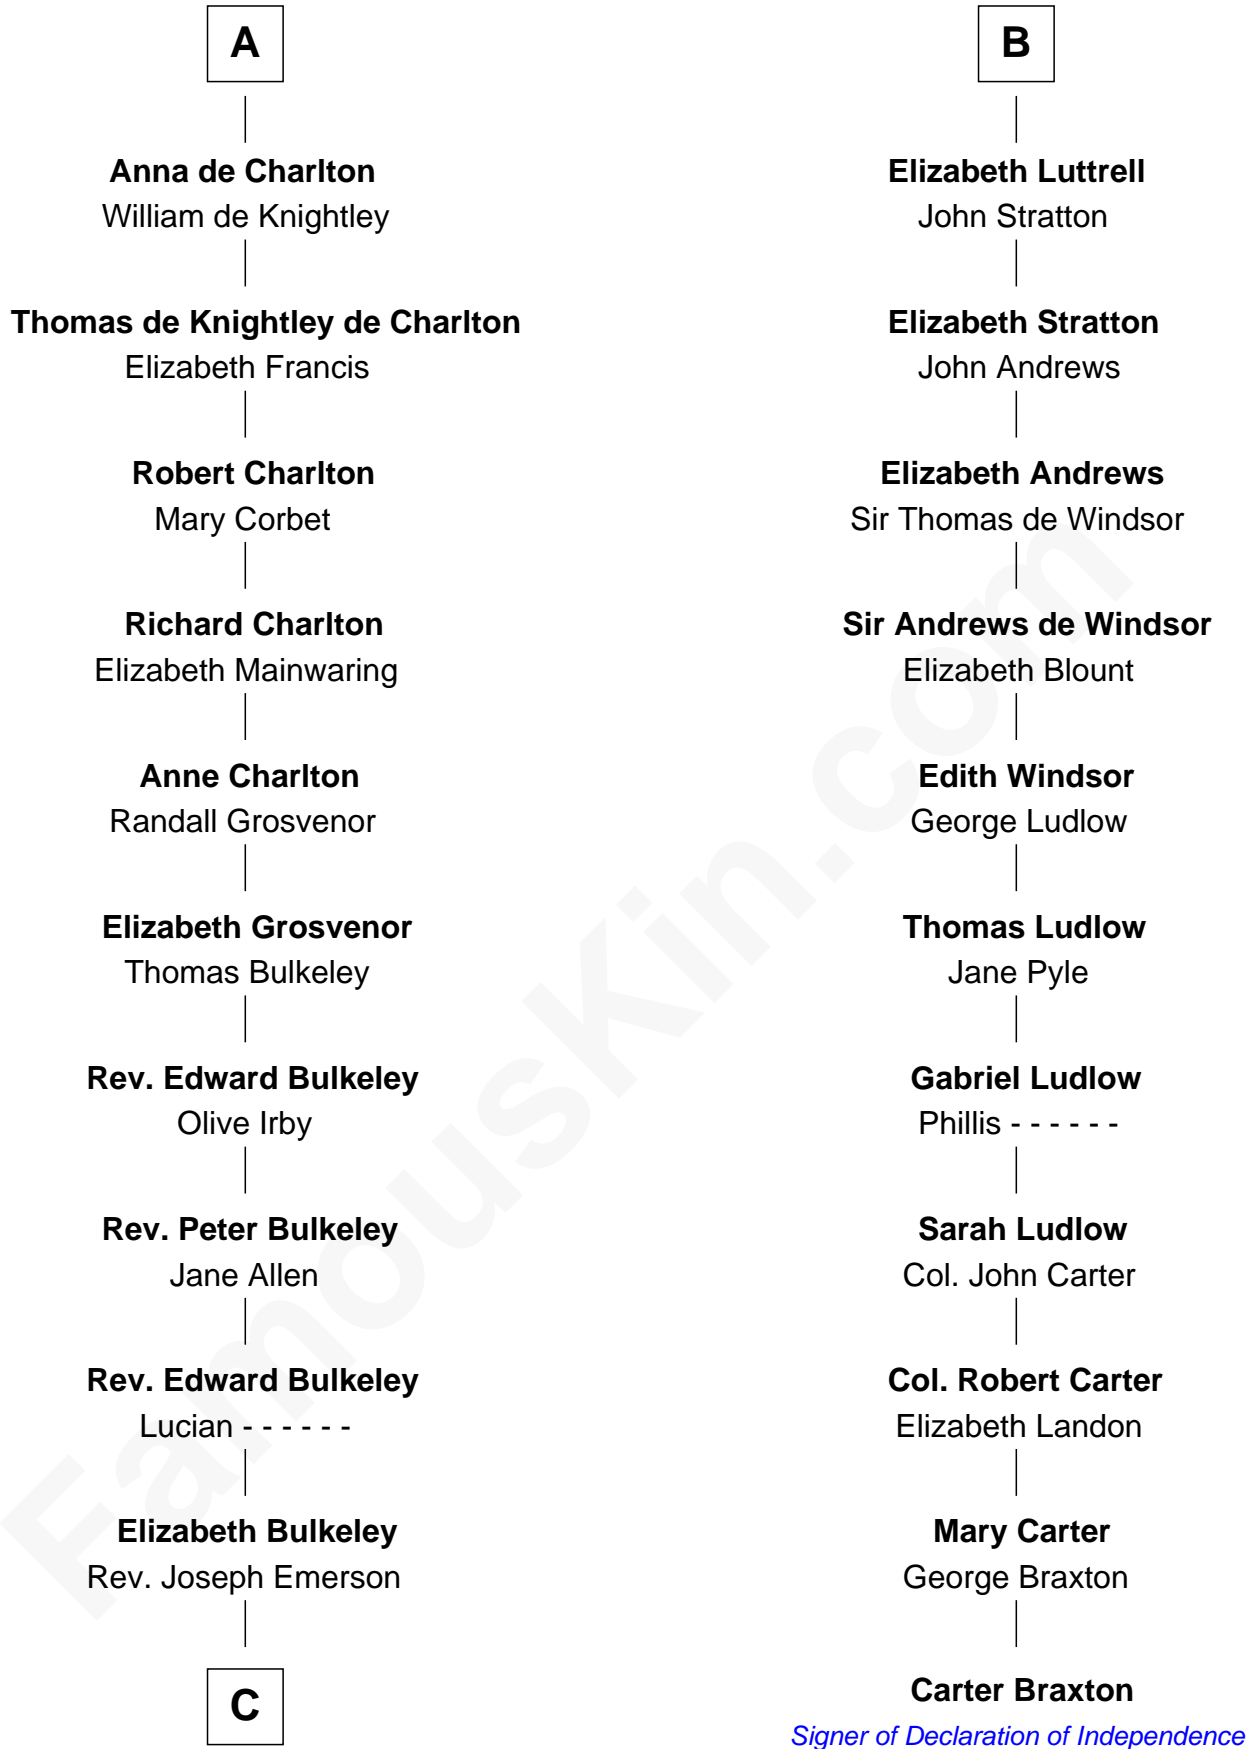 A
Anna de Charlton
William de Knightley
Thomas de Knightley de Charlton
Elizabeth Francis
Robert Charlton
Mary Corbet
Richard Charlton
Elizabeth Mainwaring
Anne Charlton
Randall Grosvenor
Elizabeth Grosvenor
Thomas Bulkeley
Rev. Edward Bulkeley
Olive Irby
Rev. Peter Bulkeley
Jane Allen
Rev. Edward Bulkeley
Lucian - - - - - -
Elizabeth Bulkeley
Rev. Joseph Emerson
C
B
Elizabeth Luttrell
John Stratton
Elizabeth Stratton
John Andrews
Elizabeth Andrews
Sir Thomas de Windsor
Sir Andrews de Windsor
Elizabeth Blount
Edith Windsor
George Ludlow
Thomas Ludlow
Jane Pyle
Gabriel Ludlow
Phillis - - - - - -
Sarah Ludlow
Col. John Carter
Col. Robert Carter
Elizabeth Landon
Mary Carter
George Braxton
Carter Braxton
Signer of Declaration of Independence
FamousKin.com